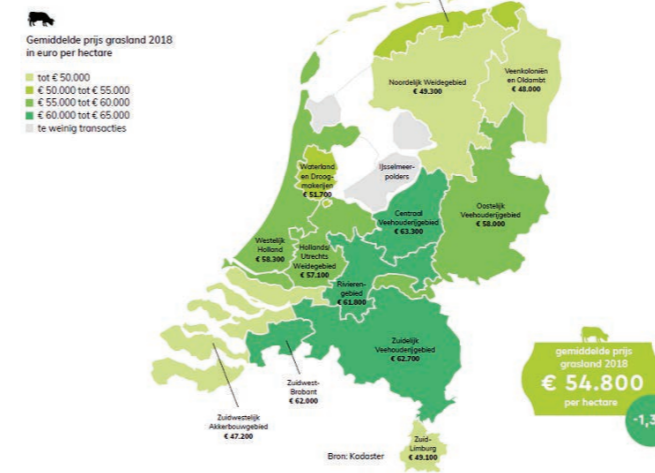 Gemiddelde prijs grasland 2018
in euro per hectare
tot € 50.000
€ 50.000 tot € 55.000
€ 55.000 tot € 60.000
€ 60.000 tot € 65.000
te weinig transacties
Noordelijk Weidegebied
€ 49.300
Veenkoloniën
en Oldambt
€ 48.000
Waterland
en Droog-
makerijen
€ 51.700
IJsselmeer-
polders
Centraal
Veehouderijgebied
€ 63.300
Oostelijk
Veehouderijgebied
€ 58.000
Westelijk
Holland
€ 58.300
Hollands/
Utrechts
Weidegebied
€ 57.100
Rivieren-
gebied
€ 61.800
Zuidelijk
Veehouderijgebied
€ 62.700
Zuidwest-
Brabant
€ 62.000
Zuidwestelijk
Akkerbouwgebied
€ 47.200
Zuid-
Limburg
€ 49.100
Bron: Kadaster
gemiddelde prijs
grasland 2018
€ 54.800
per hectare
-1,3